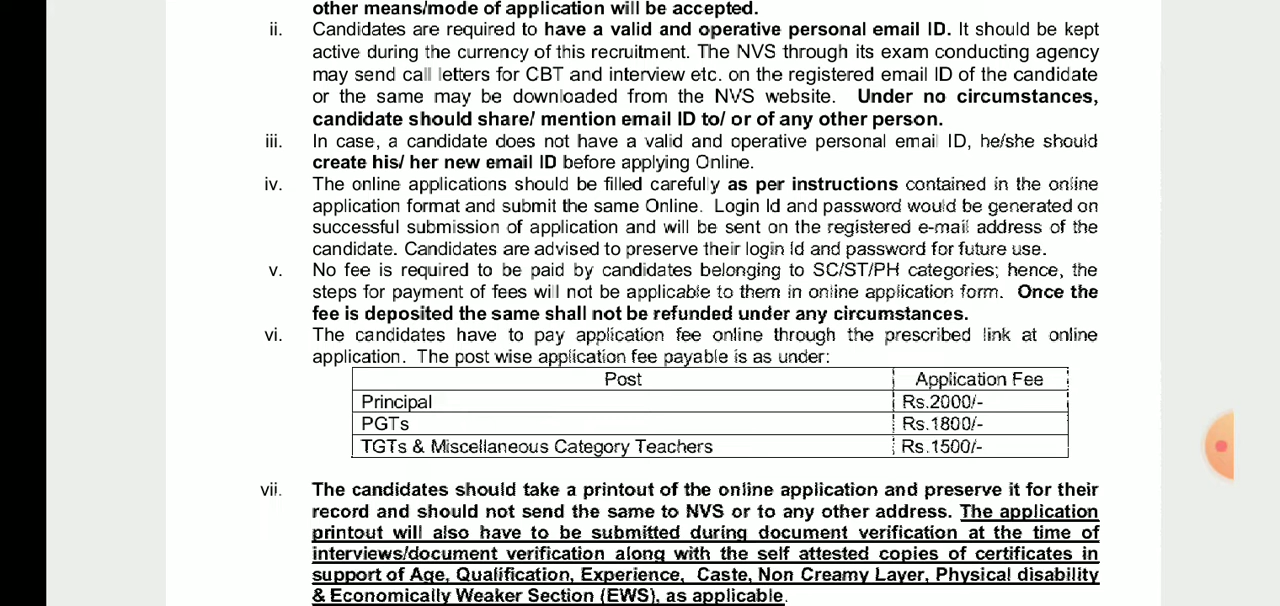 other means/mode of application will be accepted.
ii. Candidates are required to have a valid and operative personal email ID. It should be kept
active during the currency of this recruitment. The NVS through its exam conducting agency
may send call letters for CBT and interview etc. on the registered email ID of the candidate
or the same may be downloaded from the NVS website. Under no circumstances,
candidate should share/ mention email ID to/ or of any other person.
iii. In case, a candidate does not have a valid and operative personal email ID, he/she should
create his/ her new email ID before applying Online.
iv. The online applications should be filled carefully as per instructions contained in the online
application format and submit the same Online. Login Id and password would be generated on
successful submission of application and will be sent on the registered e-mail address of the
candidate. Candidates are advised to preserve their login Id and password for future use.
v. No fee is required to be paid by candidates belonging to SC/ST/PH categories; hence, the
steps for payment of fees will not be applicable to them in online application form. Once the
fee is deposited the same shall not be refunded under any circumstances.
vi. The candidates have to pay application fee online through the prescribed link at online
application. The post wise application fee payable is as under:
Post Application Fee
Principal Rs.2000/-
PGTs Rs.1800/-
TGTs & Miscellaneous Category Teachers Rs.1500/-
vii. The candidates should take a printout of the online application and preserve it for their
record and should not send the same to NVS or to any other address. The application
printout will also have to be submitted during document verification at the time of
interviews/document verification along with the self attested copies of certificates in
support of Age, Qualification, Experience, Caste, Non Creamy Layer, Physical disability
& Economically Weaker Section (EWS), as applicable.